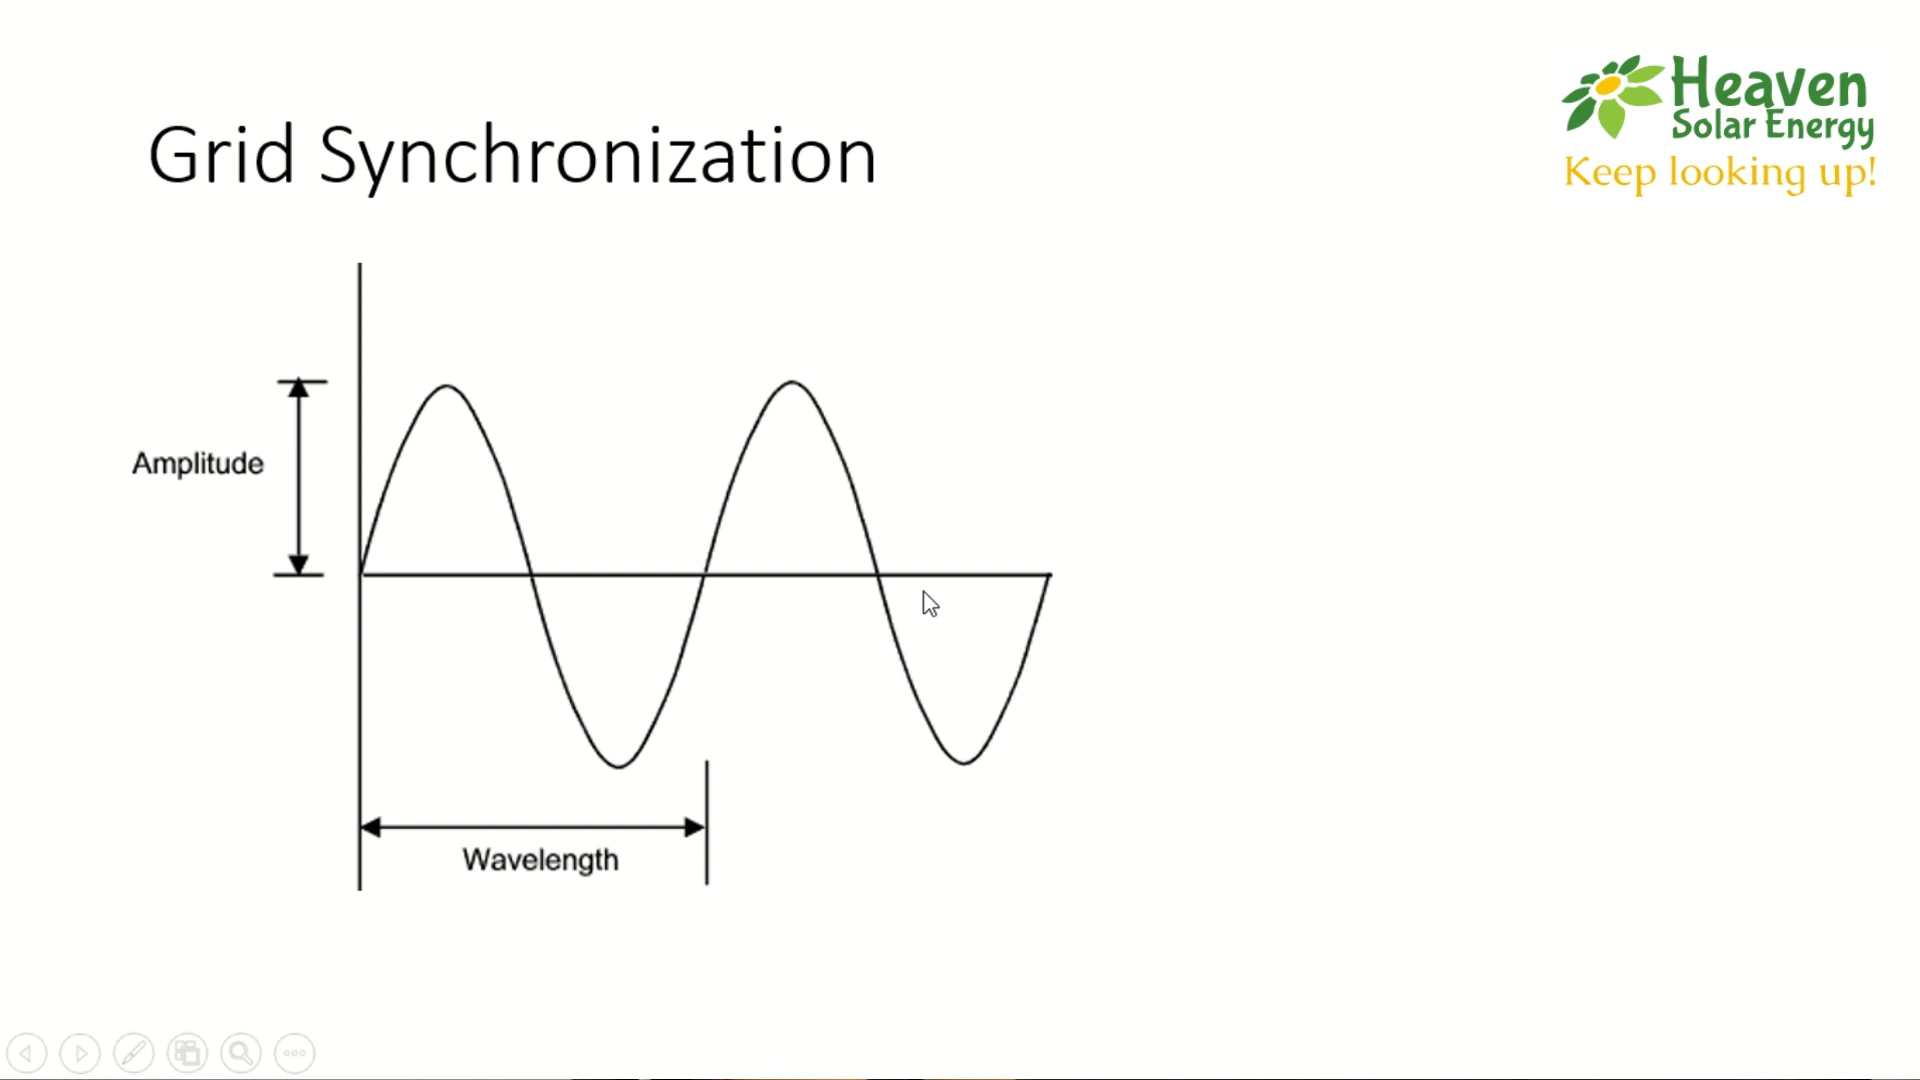 Heaven
Solar Energy
Keep looking up!
Grid Synchronization
Amplitude
Wavelength